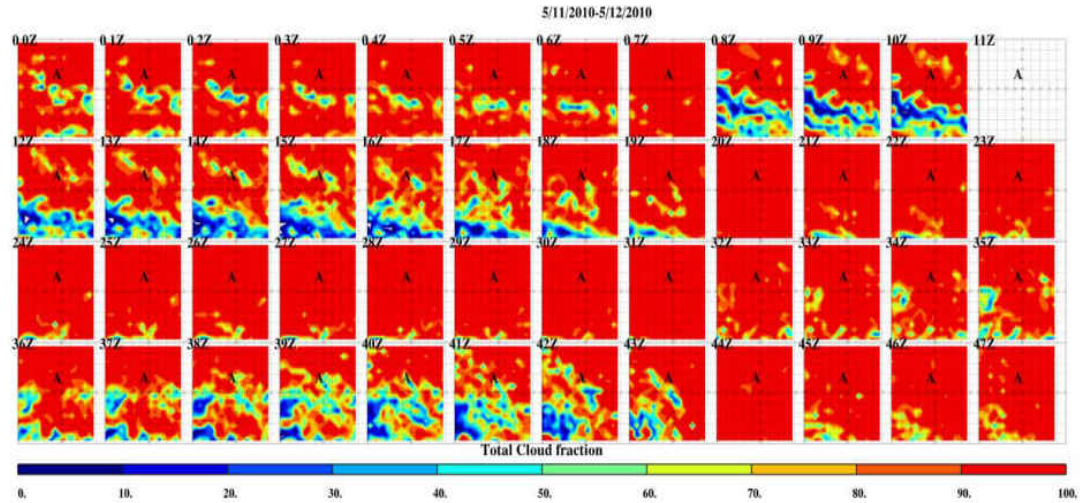 5/11/2010-5/12/2010
0.0Z 0.1Z 0.2Z 0.3Z 0.4Z 0.5Z 0.6Z 0.7Z 0.8Z 0.9Z 10Z 11Z
A A A A A A A A A A A A
12Z 13Z 14Z 15Z 16Z 17Z 18Z 19Z 20Z 21Z 22Z 23Z
A A A A A A A A A A A A
24Z 25Z 26Z 27Z 28Z 29Z 30Z 31Z 32Z 33Z 34Z 35Z
A A A A A A A A A A A A
36Z 37Z 38Z 39Z 40Z 41Z 42Z 43Z 44Z 45Z 46Z 47Z
A A A A A A A A A A A A
Total Cloud fraction
0. 10. 20. 30. 40. 50. 60. 70. 80. 90. 100.